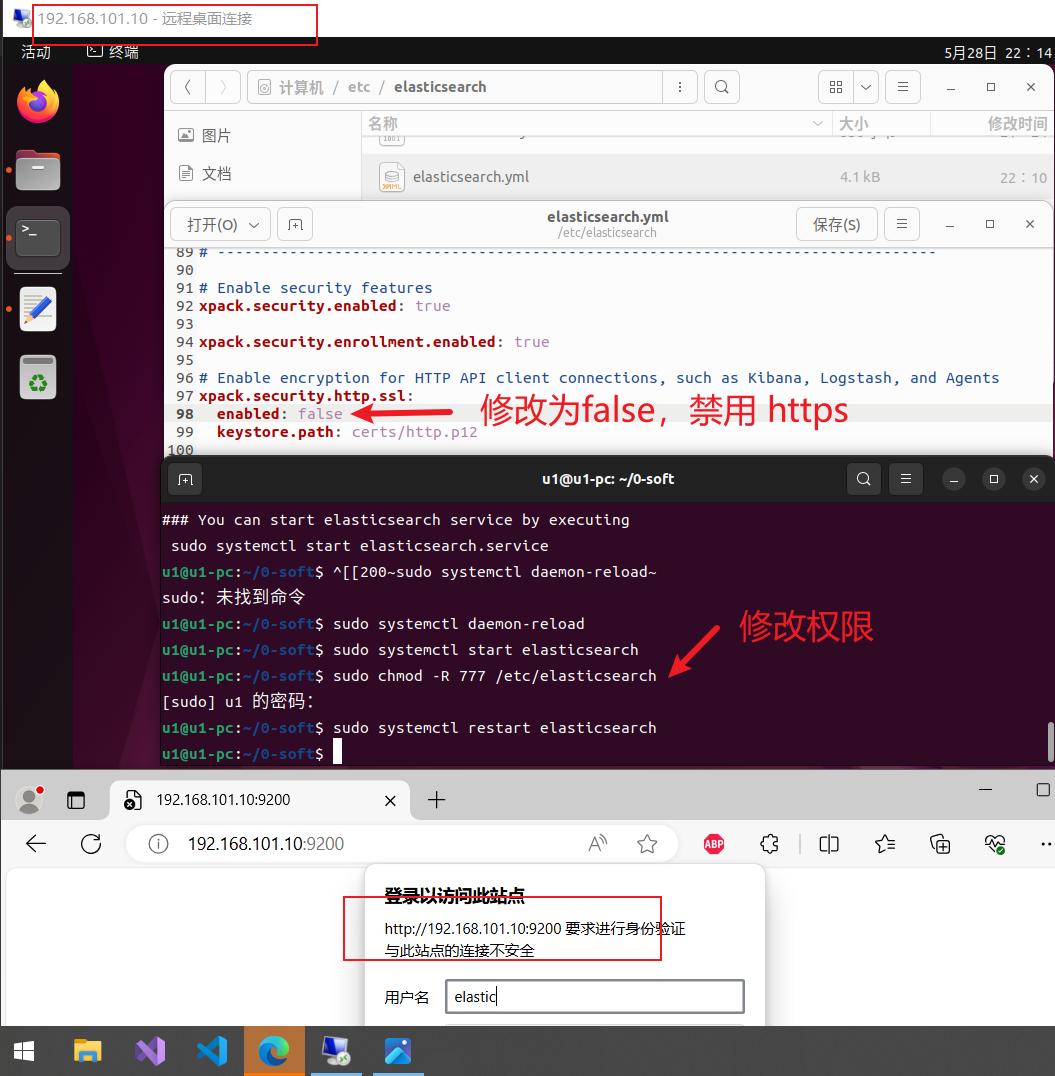 192.168.101.10 - 远程桌面连接
活动 终端 5月28日 22：14
计算机 / etc / elasticsearch
名称 大小 修改时间
图片
文档
elasticsearch.yml 4.1 kB 22：10
打开(O) elasticsearch.yml 保存(S)
/etc/elasticsearch
89 # --------------------------------------------------------------------------------
90
91 # Enable security features
92 xpack.security.enabled: true
93
94 xpack.security.enrollment.enabled: true
95
96 # Enable encryption for HTTP API client connections, such as Kibana, Logstash, and Agents
97 xpack.security.http.ssl:
98 enabled: false
修改为false，禁用 https
99 keystore.path: certs/http.p12
100
u1@u1-pc: ~/0-soft
### You can start elasticsearch service by executing
sudo systemctl start elasticsearch.service
u1@u1-pc:~/0-soft$ ^[[200~sudo systemctl daemon-reload~
sudo：未找到命令
u1@u1-pc:~/0-soft$ sudo systemctl daemon-reload
修改权限
u1@u1-pc:~/0-soft$ sudo systemctl start elasticsearch
u1@u1-pc:~/0-soft$ sudo chmod -R 777 /etc/elasticsearch
[sudo] u1 的密码：
u1@u1-pc:~/0-soft$ sudo systemctl restart elasticsearch
u1@u1-pc:~/0-soft$
192.168.101.10:9200
192.168.101.10:9200
ABP
登录以访问此站点
http://192.168.101.10:9200 要求进行身份验证
与此站点的连接不安全
用户名 elastic